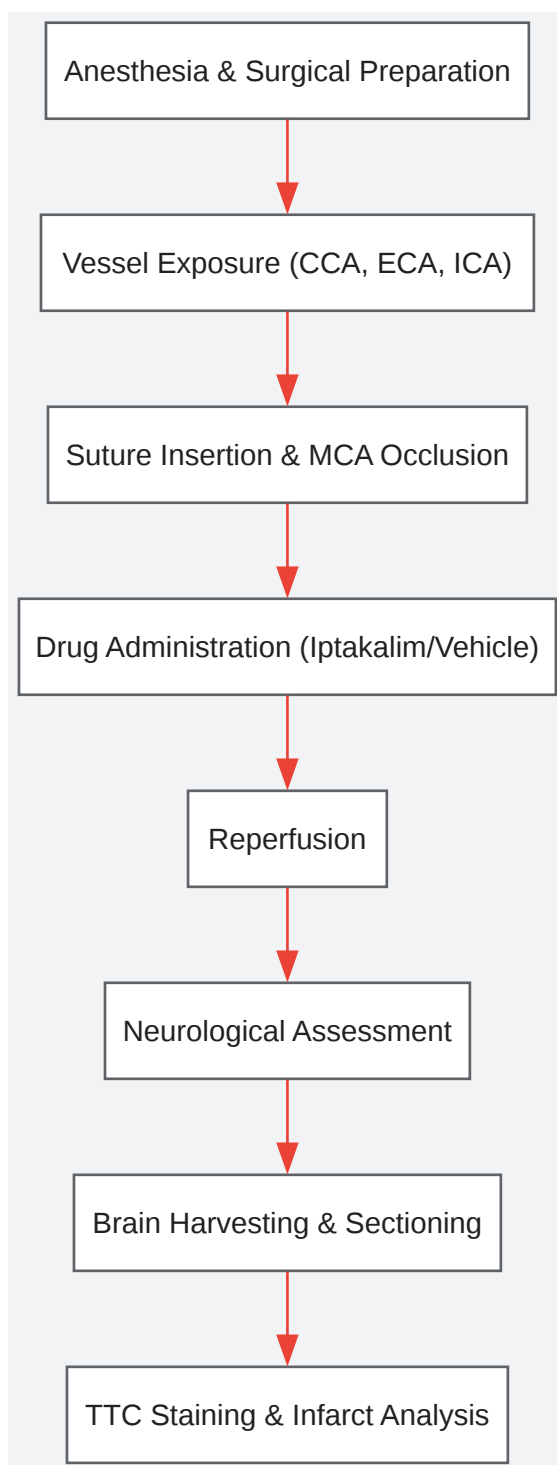 Anesthesia & Surgical Preparation
Vessel Exposure (CCA, ECA, ICA)
Suture Insertion & MCA Occlusion
Drug Administration (Iptakalim/Vehicle)
Reperfusion
Neurological Assessment
Brain Harvesting & Sectioning
TTC Staining & Infarct Analysis